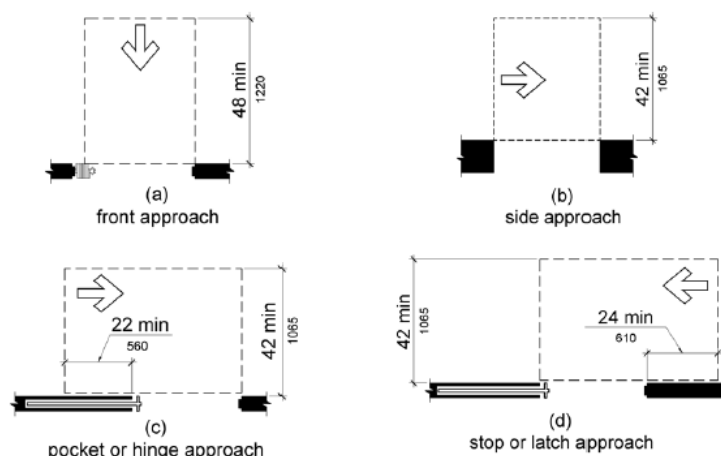 48 min
1220
(a)
front approach
42 min
1065
(b)
side approach
22 min
560
42 min
1065
(c)
pocket or hinge approach
42 min
1065
24 min
610
(d)
stop or latch approach